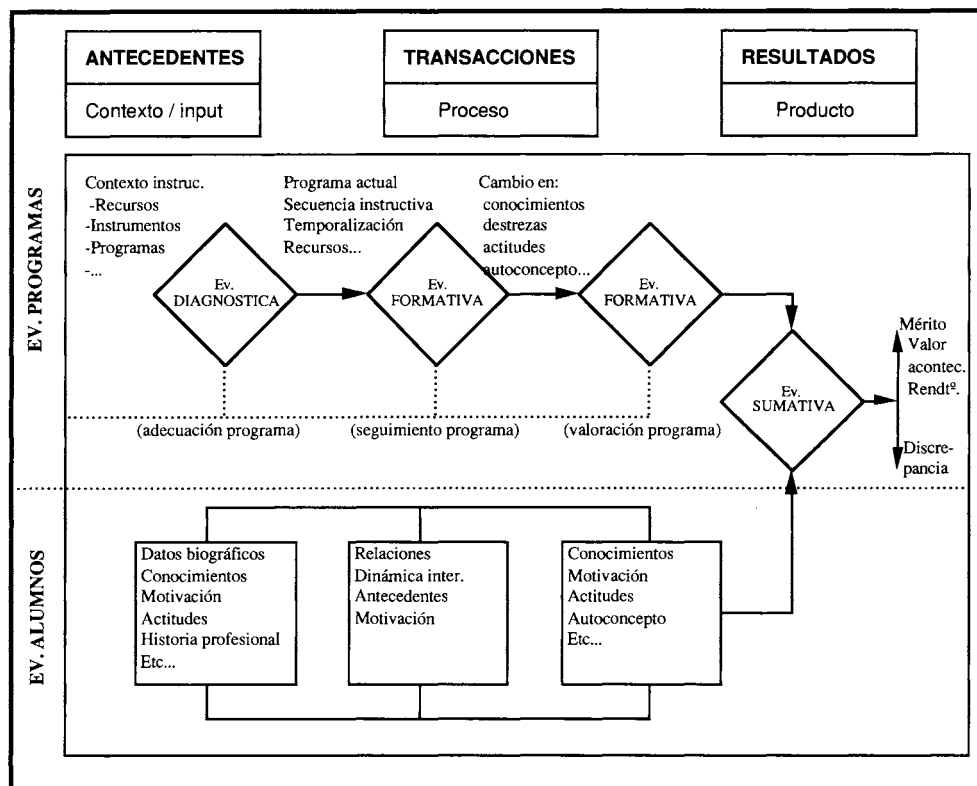 ANTECEDENTES
Contexto / input
TRANSACCIONES
Proceso
RESULTADOS
Producto
EV. PROGRAMAS
Contexto instruc.
-Recursos
-Instrumentos
-Programas
-...
Programa actual
Secuencia instructiva
Temporalización
Recursos...
Cambio en:
conocimientos
destrezas
actitudes
autoconcepto...
Ev.
DIAGNOSTICA
Ev.
FORMATIVA
Ev.
FORMATIVA
Ev.
SUMATIVA
Mérito
Valor
acontec.
Rendtº.
Discre-
pancia
(adecuación programa)
(seguimiento programa)
(valoración programa)
EV. ALUMNOS
Datos biográficos
Conocimientos
Motivación
Actitudes
Historia profesional
Etc...
Relaciones
Dinámica inter.
Antecedentes
Motivación
Conocimientos
Motivación
Actitudes
Autoconcepto
Etc...